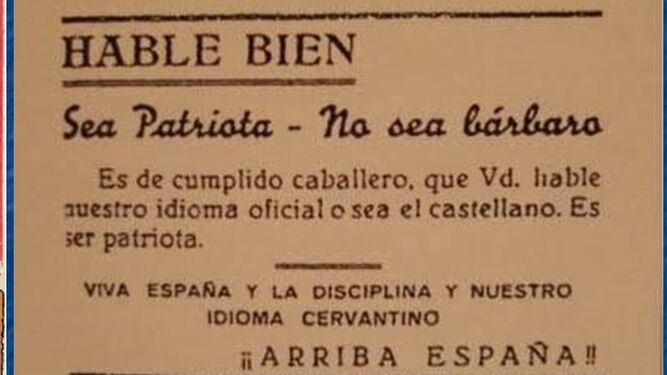 HABLE BIEN
Sea Patriota - No sea bárbaro
Es de cumplido caballero, que Vd. hable
nuestro idioma oficial o sea el castellano. Es
ser patriota.
VIVA ESPAÑA Y LA DISCIPLINA Y NUESTRO
IDIOMA CERVANTINO
¡¡ARRIBA ESPAÑA!!